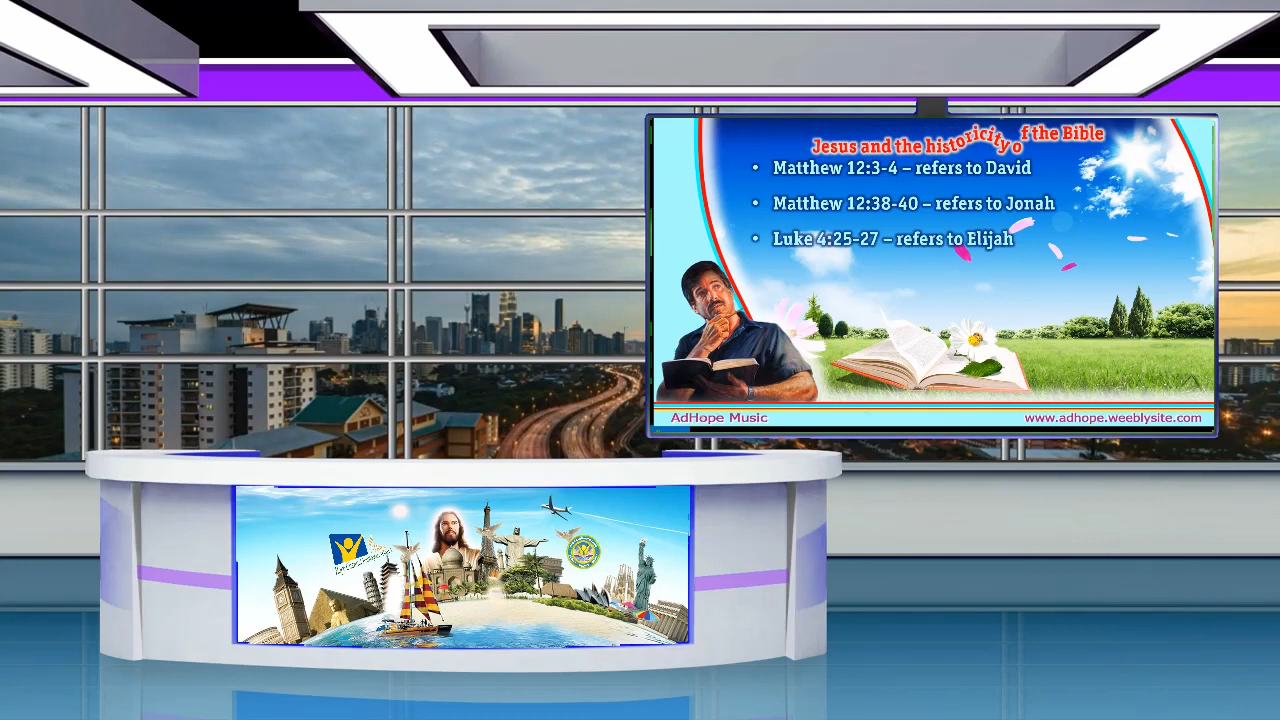 Jesus and the historicity of the Bible
• Matthew 12:3-4 – refers to David
• Matthew 12:38-40 – refers to Jonah
• Luke 4:25-27 – refers to Elijah
AdHope Music
www.adhope.weeblysite.com